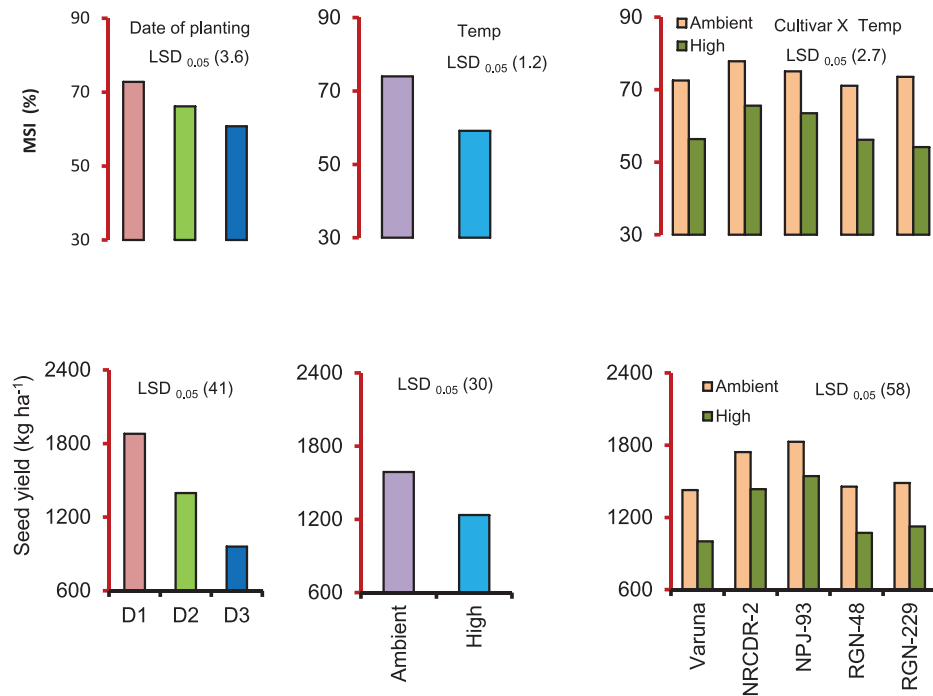 90
70
50
30
MSI (%)
Date of planting
LSD 0.05 (3.6)
90
70
50
30
Temp
LSD 0.05 (1.2)
90
70
50
30
Ambient
High
Cultivar X Temp
LSD 0.05 (2.7)
2400
1800
1200
600
Seed yield (kg ha-1)
LSD 0.05 (41)
D1 D2 D3
2400
1800
1200
600
LSD 0.05 (30)
Ambient
High
2400
1800
1200
600
Ambient
High
LSD 0.05 (58)
Varuna
NRCDR-2
NPJ-93
RGN-48
RGN-229